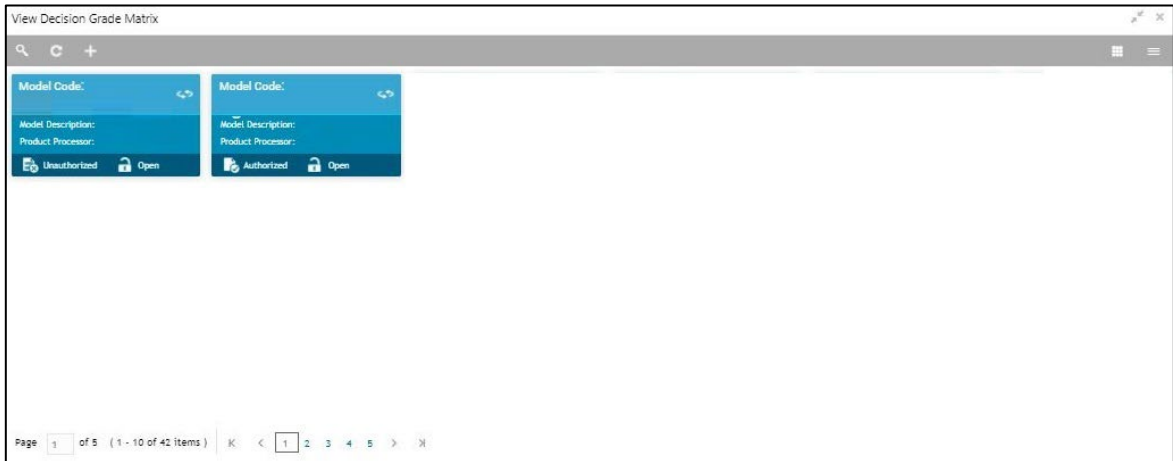 View Decision Grade Matrix
Model Code: Model Code:
Model Description: Model Description:
Product Processor: Product Processor:
Unauthorized Open Authorized Open
Page 1 of 5 ( 1 - 10 of 42 items ) 1 2 3 4 5